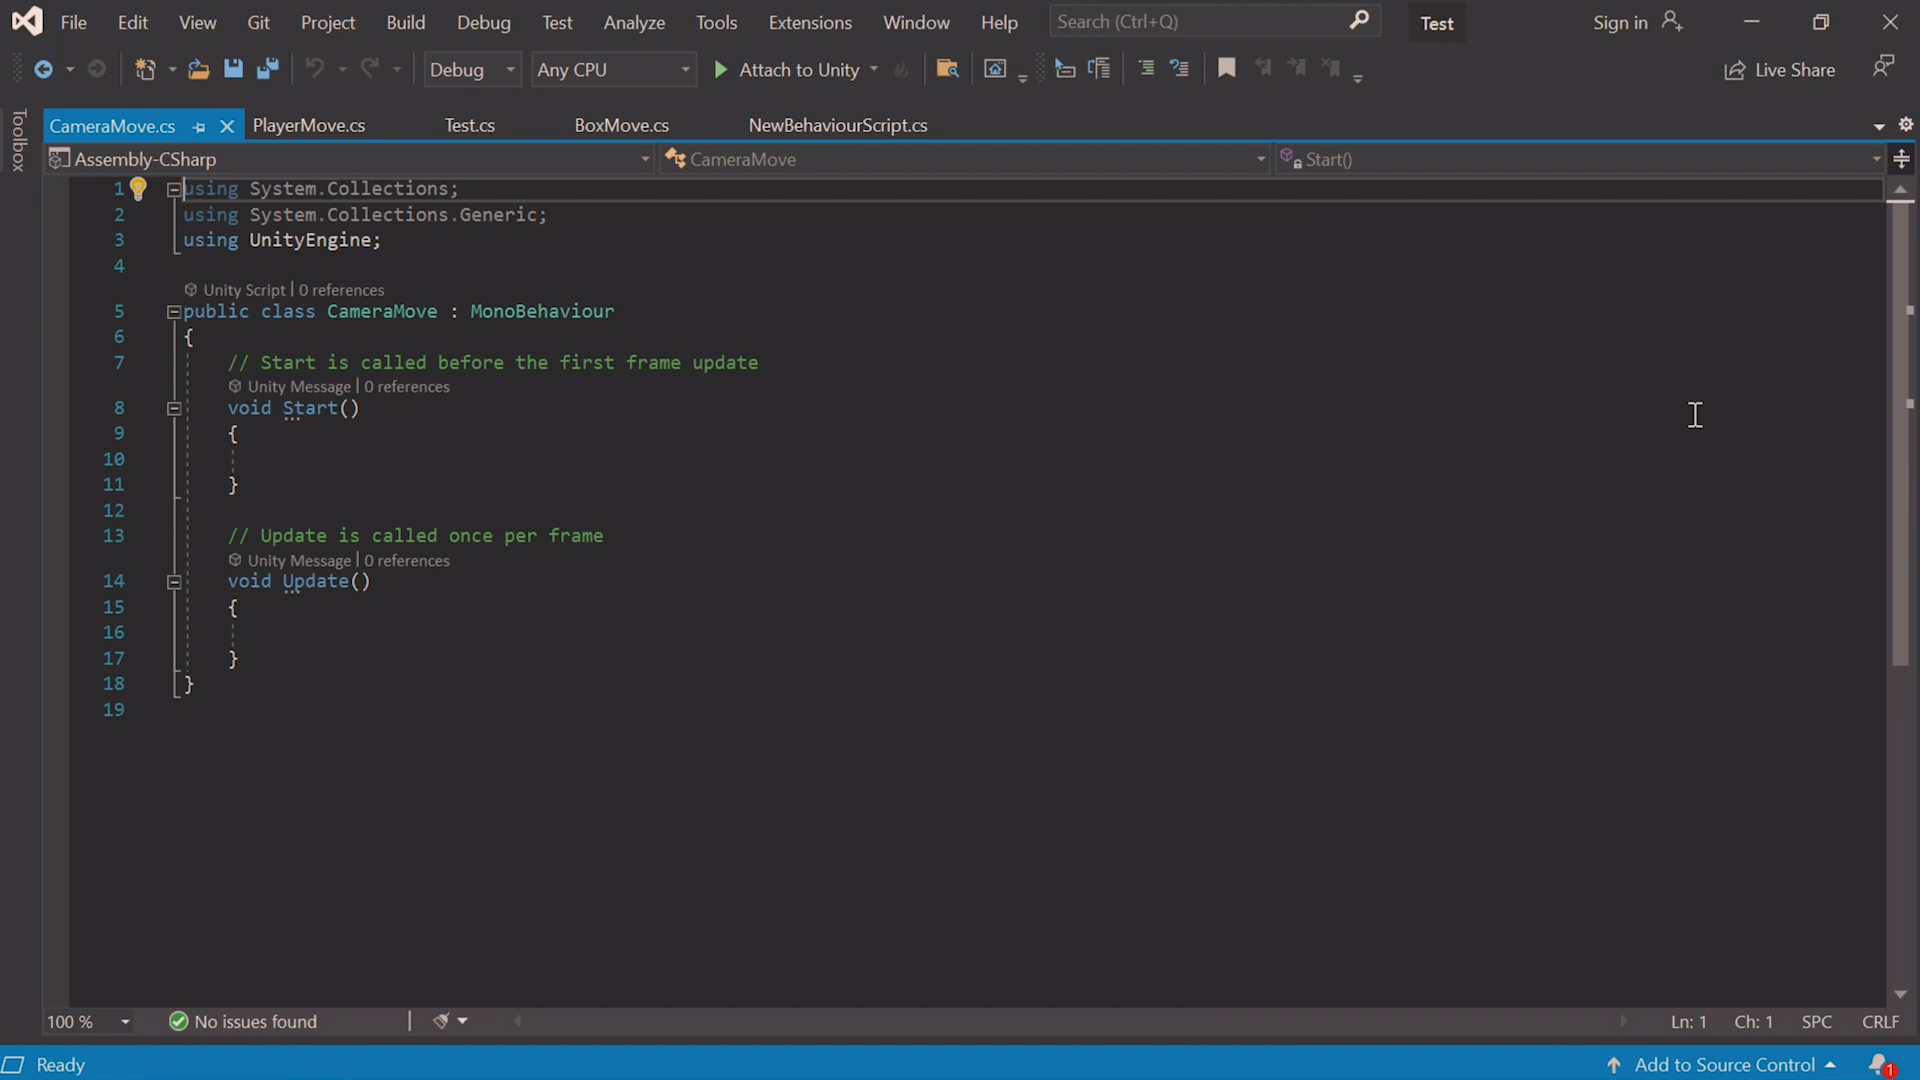 File Edit View Git Project Build Debug Test Analyze Tools Extensions Window Help Search (Ctrl+Q) Test Sign in
Debug Any CPU Attach to Unity Live Share
Toolbox
CameraMove.cs PlayerMove.cs Test.cs BoxMove.cs NewBehaviourScript.cs
Assembly-CSharp CameraMove Start()
1 using System.Collections;
2 using System.Collections.Generic;
3 using UnityEngine;
4
Unity Script | 0 references
5 public class CameraMove : MonoBehaviour
6 {
7 // Start is called before the first frame update
Unity Message | 0 references
8 void Start()
9 {
10
11 }
12
13 // Update is called once per frame
Unity Message | 0 references
14 void Update()
15 {
16
17 }
18 }
19
100 % No issues found Ln: 1 Ch: 1 SPC CRLF
Ready Add to Source Control 1